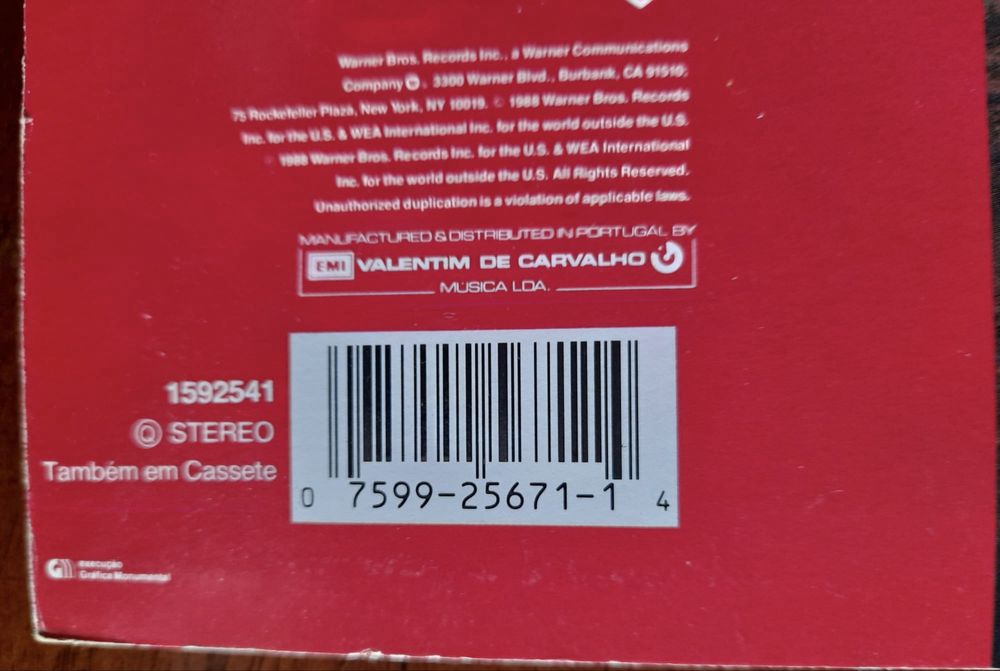 Warner Bros. Records Inc., a Warner Communications
Company Ⓦ. 3300 Warner Blvd., Burbank, CA 91510;
75 Rockefeller Plaza, New York, NY 10019. © 1988 Warner Bros. Records
Inc. for the U.S. & WEA International Inc. for the world outside the U.S.
1988 Warner Bros. Records Inc. for the U.S. & WEA International
Inc. for the world outside the U.S. All Rights Reserved.
Unauthorized duplication is a violation of applicable laws.
MANUFACTURED & DISTRIBUTED IN PORTUGAL BY
EMI VALENTIM DE CARVALHO
MÚSICA LDA.
1592541
STEREO
Também em Cassete
0 7599-25671-1 4
execução
Gráfica Monumental